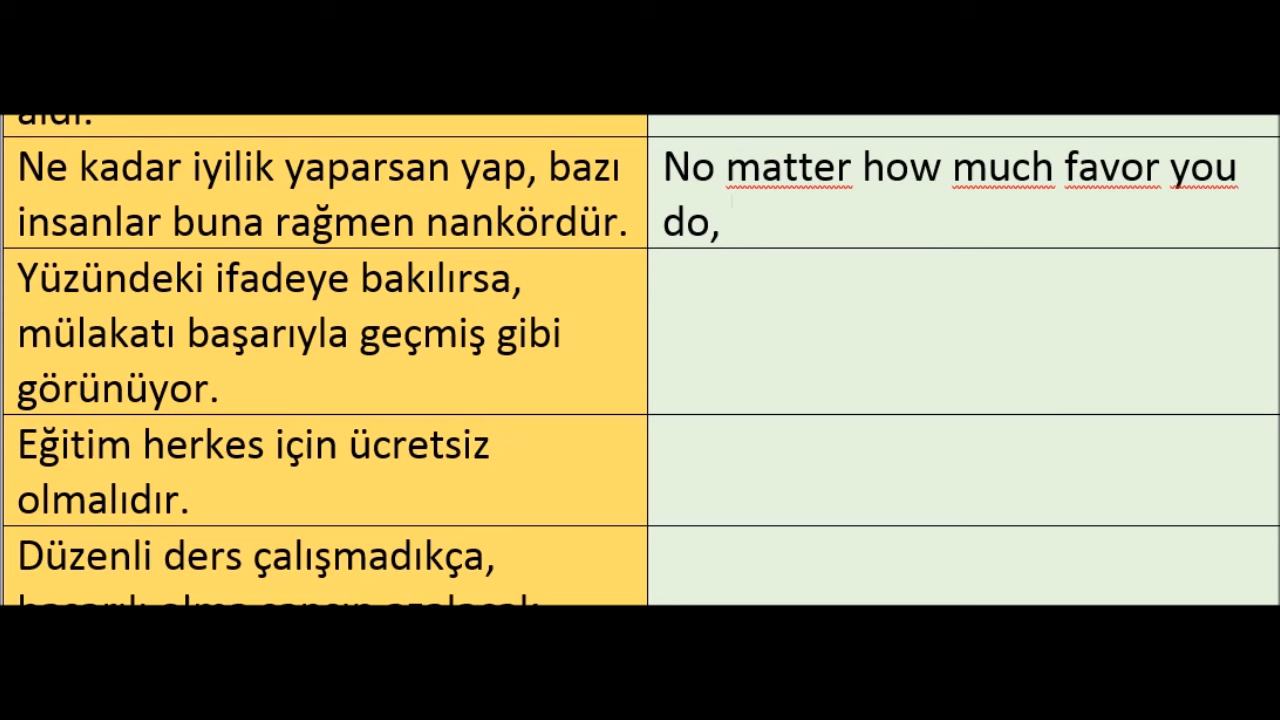 Ne kadar iyilik yaparsan yap, bazı
insanlar buna rağmen nankördür.
No matter how much favor you
do,
Yüzündeki ifadeye bakılırsa,
mülakatı başarıyla geçmiş gibi
görünüyor.
Eğitim herkes için ücretsiz
olmalıdır.
Düzenli ders çalışmadıkça,